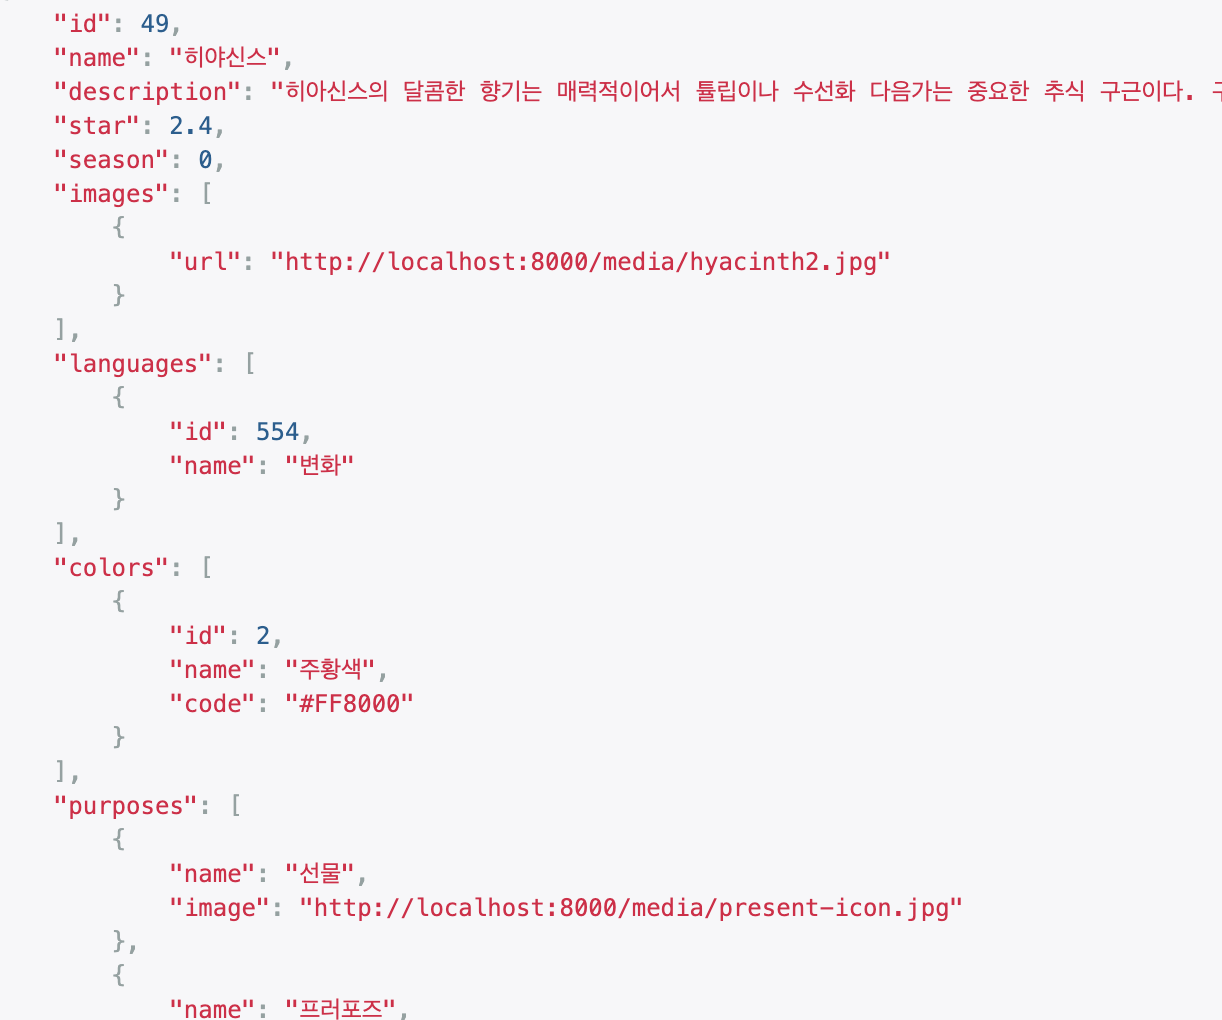 "id": 49,
"name": "히야신스",
"description": "히아신스의 달콤한 향기는 매력적이어서 튤립이나 수선화 다음가는 중요한 추식 구근이다.
"star": 2.4,
"season": 0,
"images": [
{
"url": "http://localhost:8000/media/hyacinth2.jpg"
}
],
"languages": [
{
"id": 554,
"name": "변화"
}
],
"colors": [
{
"id": 2,
"name": "주황색",
"code": "#FF8000"
}
],
"purposes": [
{
"name": "선물",
"image": "http://localhost:8000/media/present-icon.jpg"
},
{
"name": "프러포즈",